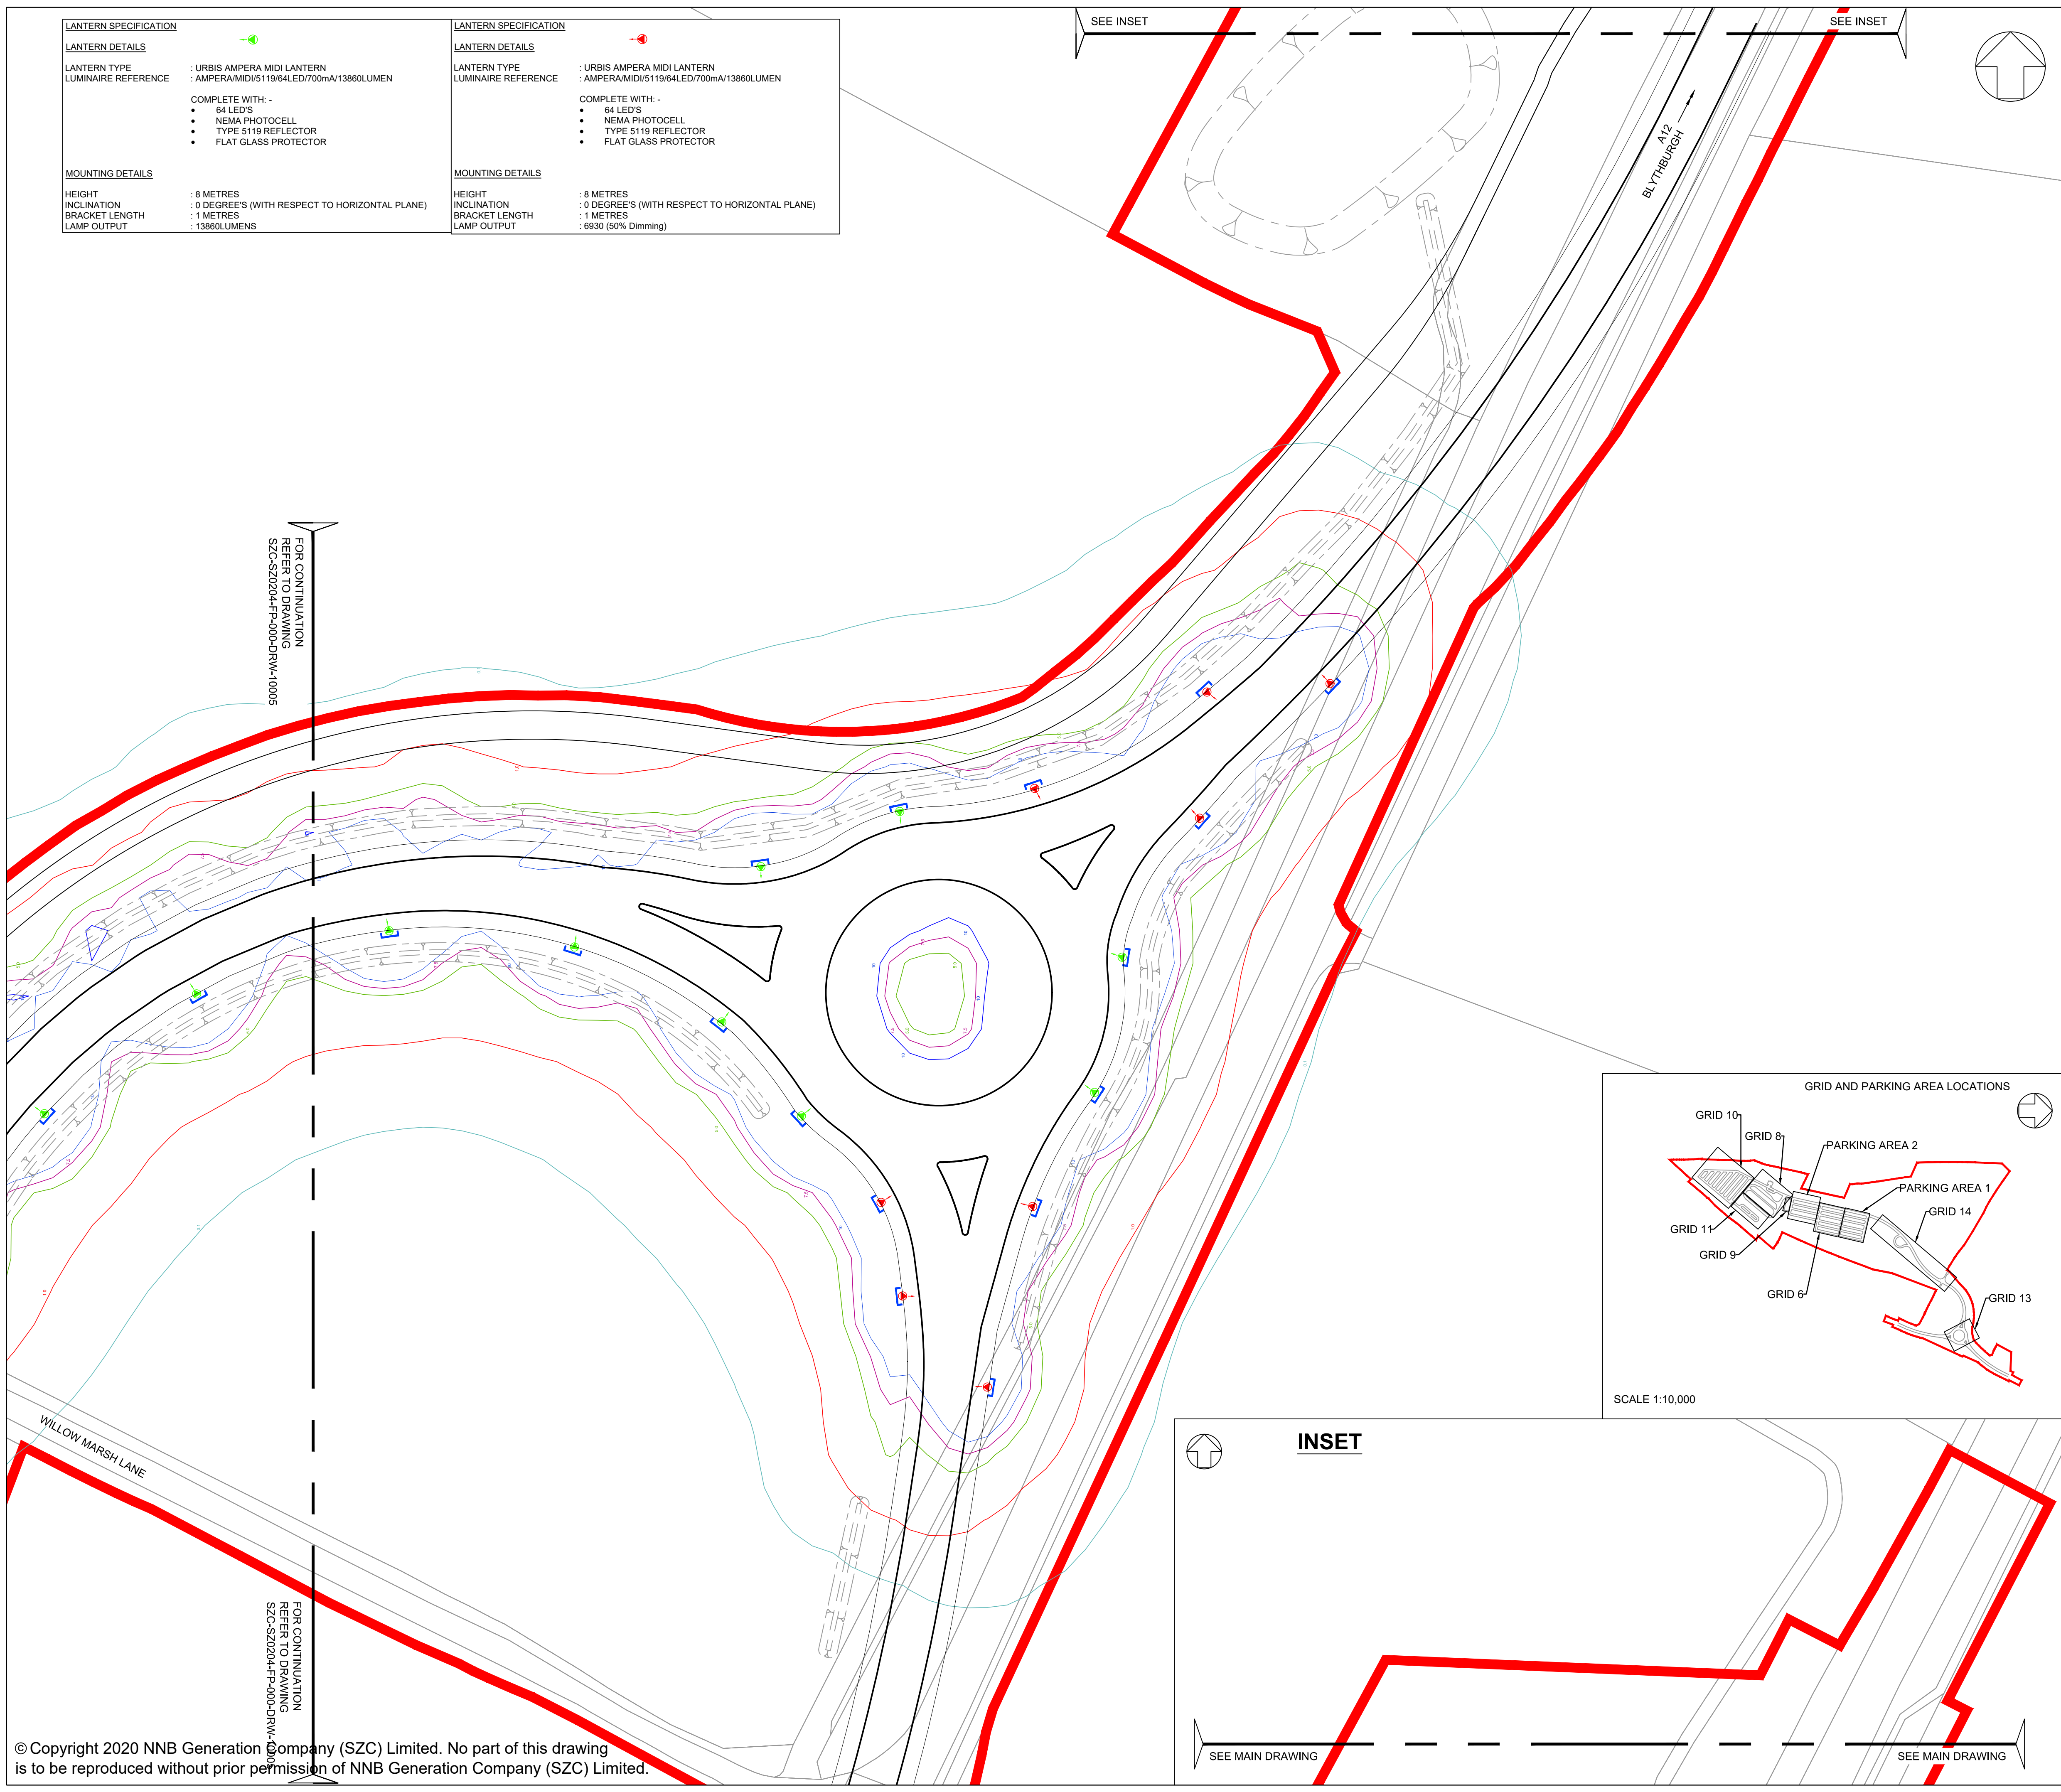 LANTERN SPECIFICATION
LANTERN DETAILS
LANTERN TYPE : URBIS AMPERA MIDI LANTERN
LUMINAIRE REFERENCE : AMPERA/MIDI/5119/64LED/700mA/13860LUMEN
COMPLETE WITH: -
• 64 LED'S
• NEMA PHOTOCELL
• TYPE 5119 REFLECTOR
• FLAT GLASS PROTECTOR
MOUNTING DETAILS
HEIGHT : 8 METRES
INCLINATION : 0 DEGREE'S (WITH RESPECT TO HORIZONTAL PLANE)
BRACKET LENGTH : 1 METRES
LAMP OUTPUT : 13860LUMENS
LANTERN SPECIFICATION
LANTERN DETAILS
LANTERN TYPE : URBIS AMPERA MIDI LANTERN
LUMINAIRE REFERENCE : AMPERA/MIDI/5119/64LED/700mA/13860LUMEN
COMPLETE WITH: -
• 64 LED'S
• NEMA PHOTOCELL
• TYPE 5119 REFLECTOR
• FLAT GLASS PROTECTOR
MOUNTING DETAILS
HEIGHT : 8 METRES
INCLINATION : 0 DEGREE'S (WITH RESPECT TO HORIZONTAL PLANE)
BRACKET LENGTH : 1 METRES
LAMP OUTPUT : 6930 (50% Dimming)
SEE INSET
SEE INSET
A12
BLYTHBURGH
FOR CONTINUATION
REFER TO DRAWING
SZC-SZ0204-FP-000-DRW-10005
GRID AND PARKING AREA LOCATIONS
GRID 10
GRID 8
PARKING AREA 2
PARKING AREA 1
GRID 14
GRID 11
GRID 9
GRID 6
GRID 13
SCALE 1:10,000
WILLOW MARSH LANE
INSET
SEE MAIN DRAWING
SEE MAIN DRAWING
FOR CONTINUATION
REFER TO DRAWING
SZC-SZ0204-FP-000-DRW-10005
© Copyright 2020 NNB Generation Company (SZC) Limited. No part of this drawing
is to be reproduced without prior permission of NNB Generation Company (SZC) Limited.